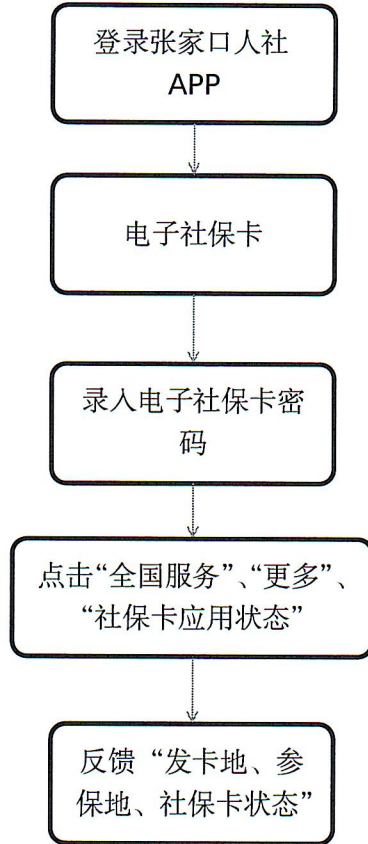 登录张家口人社
APP
电子社保卡
录入电子社保卡密
码
点击“全国服务”、“更多”、
“社保卡应用状态”
反馈“发卡地、参
保地、社保卡状态”